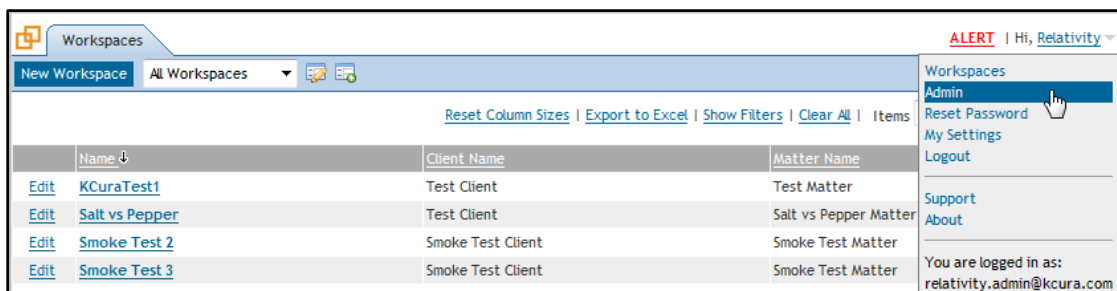 Workspaces
ALERT | Hi, Relativity
New Workspace All Workspaces
Reset Column Sizes | Export to Excel | Show Filters | Clear All | Items
Name Client Name Matter Name
Edit KCuraTest1 Test Client Test Matter
Edit Salt vs Pepper Test Client Salt vs Pepper Matter
Edit Smoke Test 2 Smoke Test Client Smoke Test Matter
Edit Smoke Test 3 Smoke Test Client Smoke Test Matter
Workspaces
Admin
Reset Password
My Settings
Logout
Support
About
You are logged in as:
relativity.admin@kcura.com